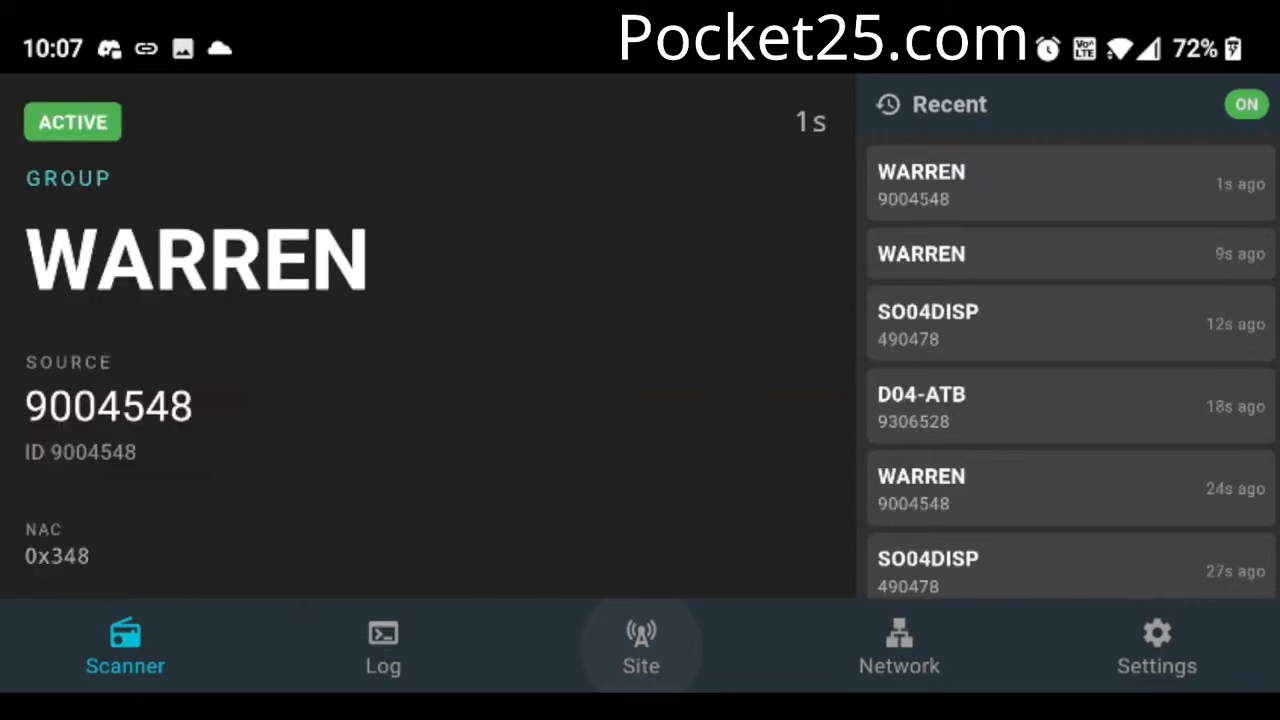 10:07
Pocket25.com
Vo LTE
72%
ACTIVE
1s
GROUP
WARREN
SOURCE
9004548
ID 9004548
NAC
0x348
Recent
ON
WARREN
1s ago
9004548
WARREN
9s ago
SO04DISP
12s ago
490478
D04-ATB
18s ago
9306528
WARREN
24s ago
9004548
SO04DISP
27s ago
490478
Scanner
Log
Site
Network
Settings